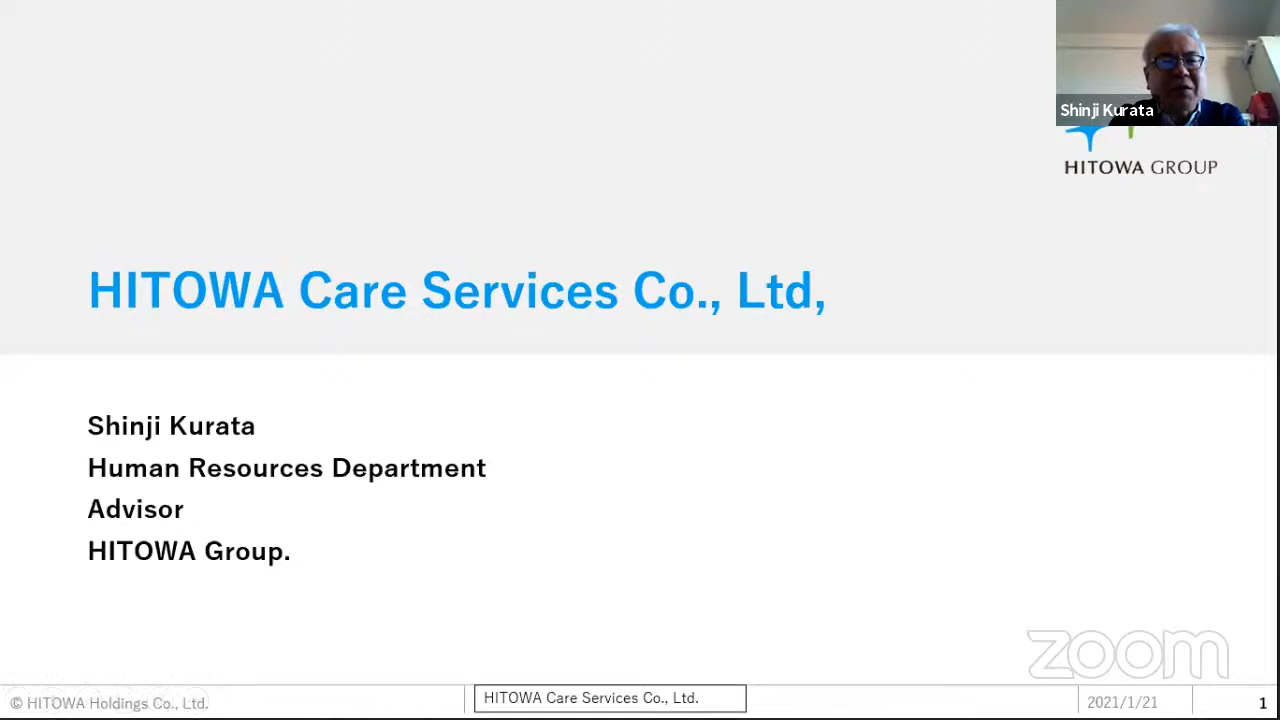 Shinji Kurata
HITOWA GROUP
HITOWA Care Services Co., Ltd,
Shinji Kurata
Human Resources Department
Advisor
HITOWA Group.
zoom
© HITOWA Holdings Co., Ltd.
HITOWA Care Services Co., Ltd.
2021/1/21
1